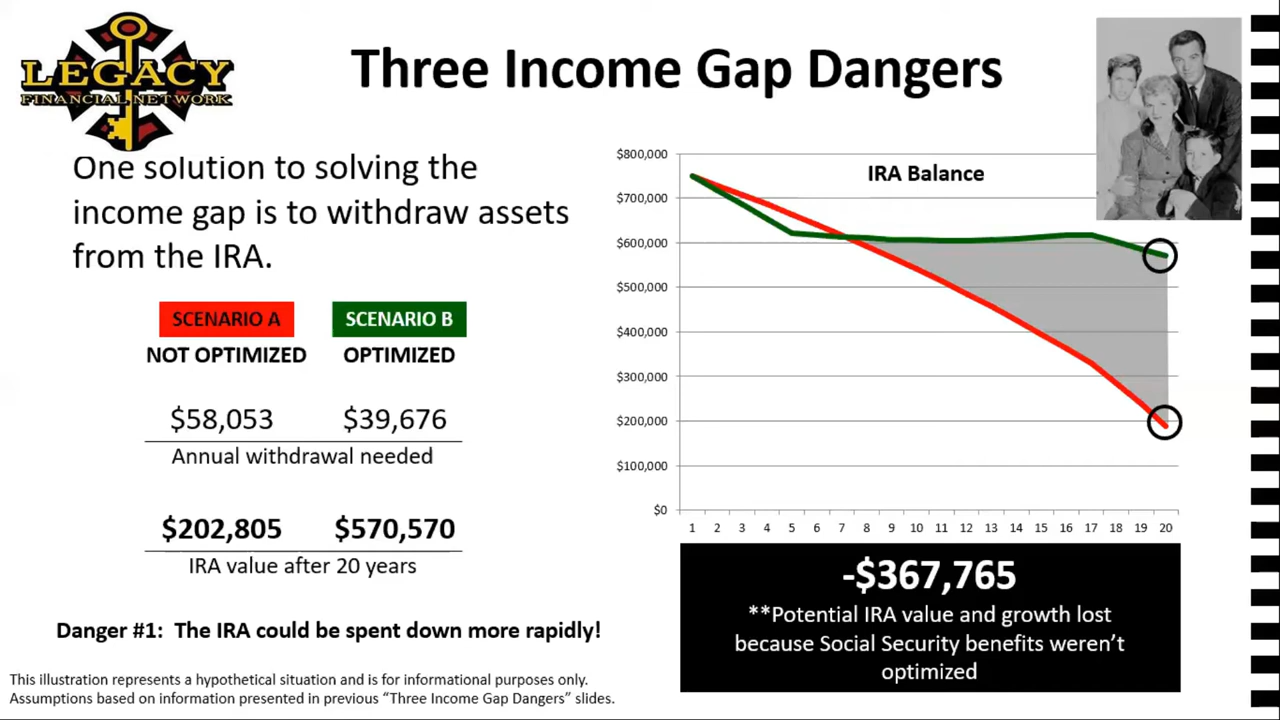 LEGACY
FINANCIAL NETWORK
Three Income Gap Dangers
One solution to solving the
income gap is to withdraw assets
from the IRA.
SCENARIO A
SCENARIO B
NOT OPTIMIZED
OPTIMIZED
$58,053
$39,676
Annual withdrawal needed
$202,805
$570,570
IRA value after 20 years
Danger #1: The IRA could be spent down more rapidly!
This illustration represents a hypothetical situation and is for informational purposes only.
Assumptions based on information presented in previous “Three Income Gap Dangers” slides.
IRA Balance
$800,000
$700,000
$600,000
$500,000
$400,000
$300,000
$200,000
$100,000
$0
1 2 3 4 5 6 7 8 9 10 11 12 13 14 15 16 17 18 19 20
-$367,765
**Potential IRA value and growth lost
because Social Security benefits weren’t
optimized